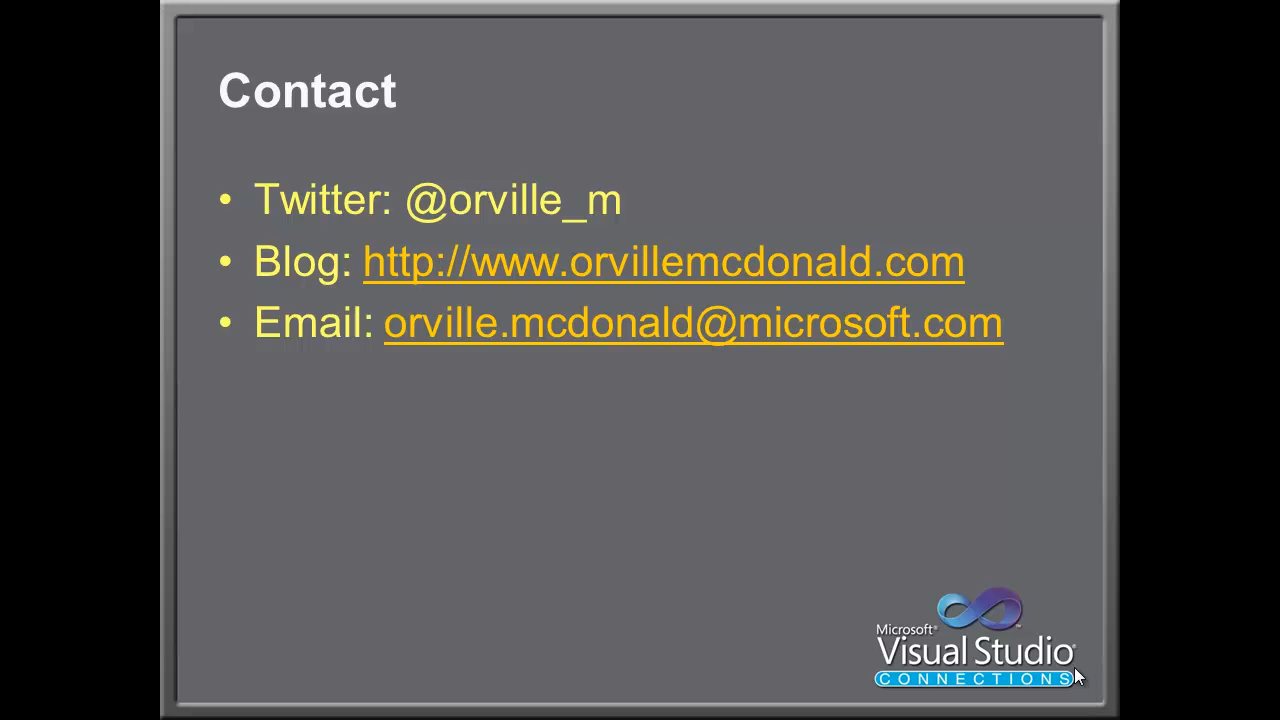 Contact
• Twitter: @orville_m
• Blog: http://www.orvillemcdonald.com
• Email: orville.mcdonald@microsoft.com
Microsoft®
Visual Studio®
CONNECTIONS